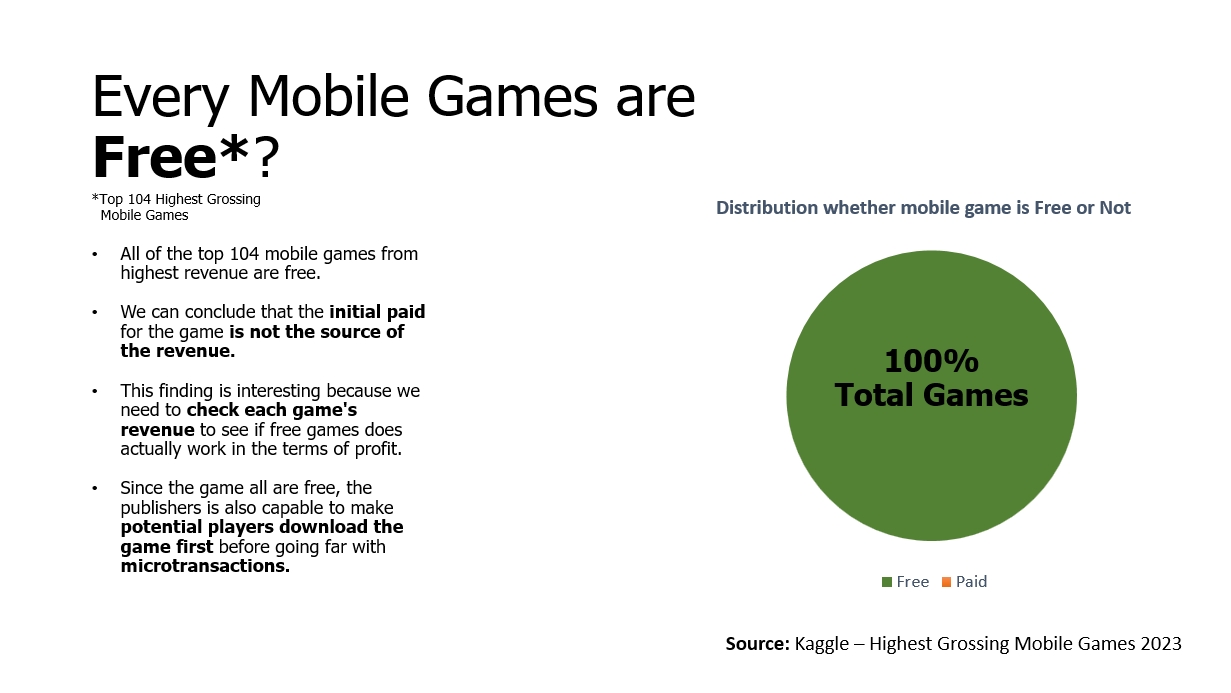 Every Mobile Games are
Free*?
*Top 104 Highest Grossing
Mobile Games
• All of the top 104 mobile games from
highest revenue are free.
• We can conclude that the initial paid
for the game is not the source of
the revenue.
• This finding is interesting because we
need to check each game's
revenue to see if free games does
actually work in the terms of profit.
• Since the game all are free, the
publishers is also capable to make
potential players download the
game first before going far with
microtransactions.
Distribution whether mobile game is Free or Not
100%
Total Games
Free Paid
Source: Kaggle – Highest Grossing Mobile Games 2023